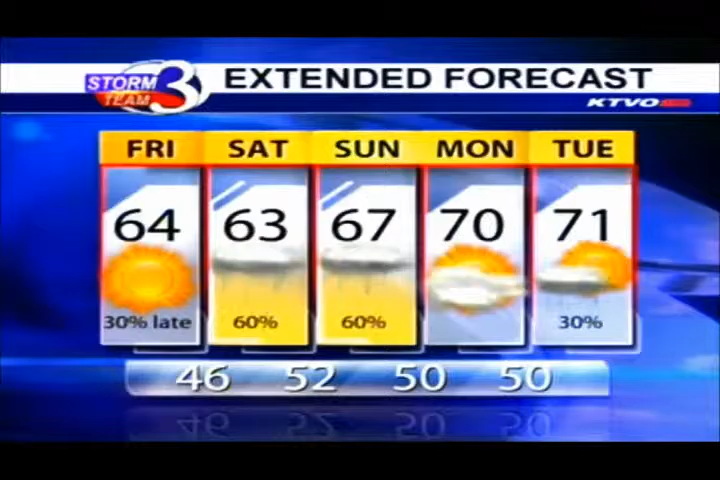 STORM TEAM 3
EXTENDED FORECAST
KTVO
FRI SAT SUN MON TUE
64 63 67 70 71
30% late 60% 60% 30%
46 52 50 50